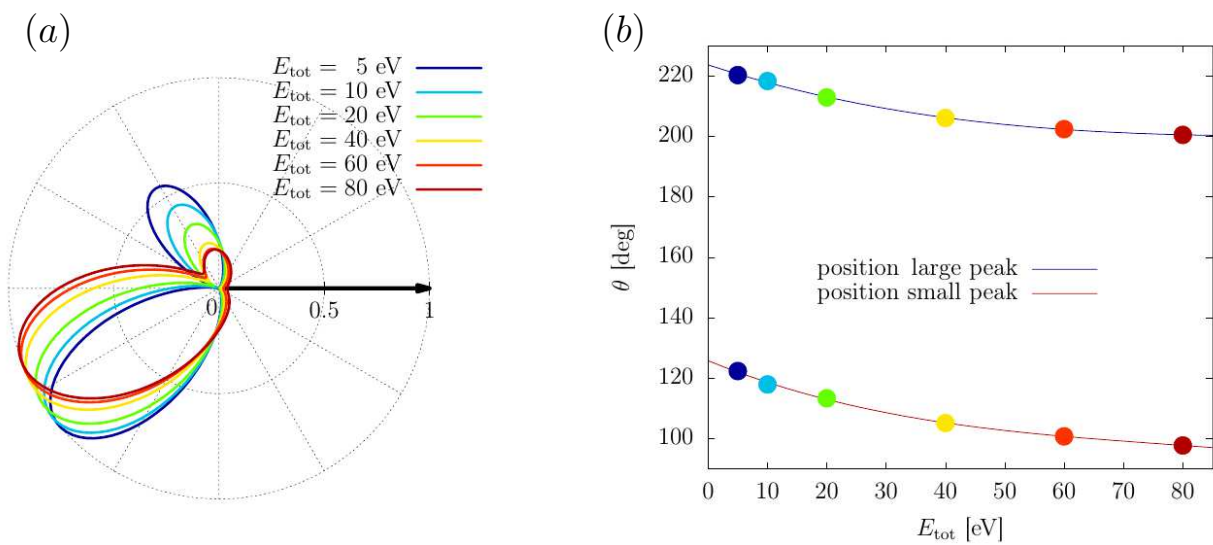 (a)
E_tot = 5 eV
E_tot = 10 eV
E_tot = 20 eV
E_tot = 40 eV
E_tot = 60 eV
E_tot = 80 eV
0 0.5 1
(b)
220
200
180
160
140
120
100
θ [deg]
position large peak
position small peak
0 10 20 30 40 50 60 70 80
E_tot [eV]